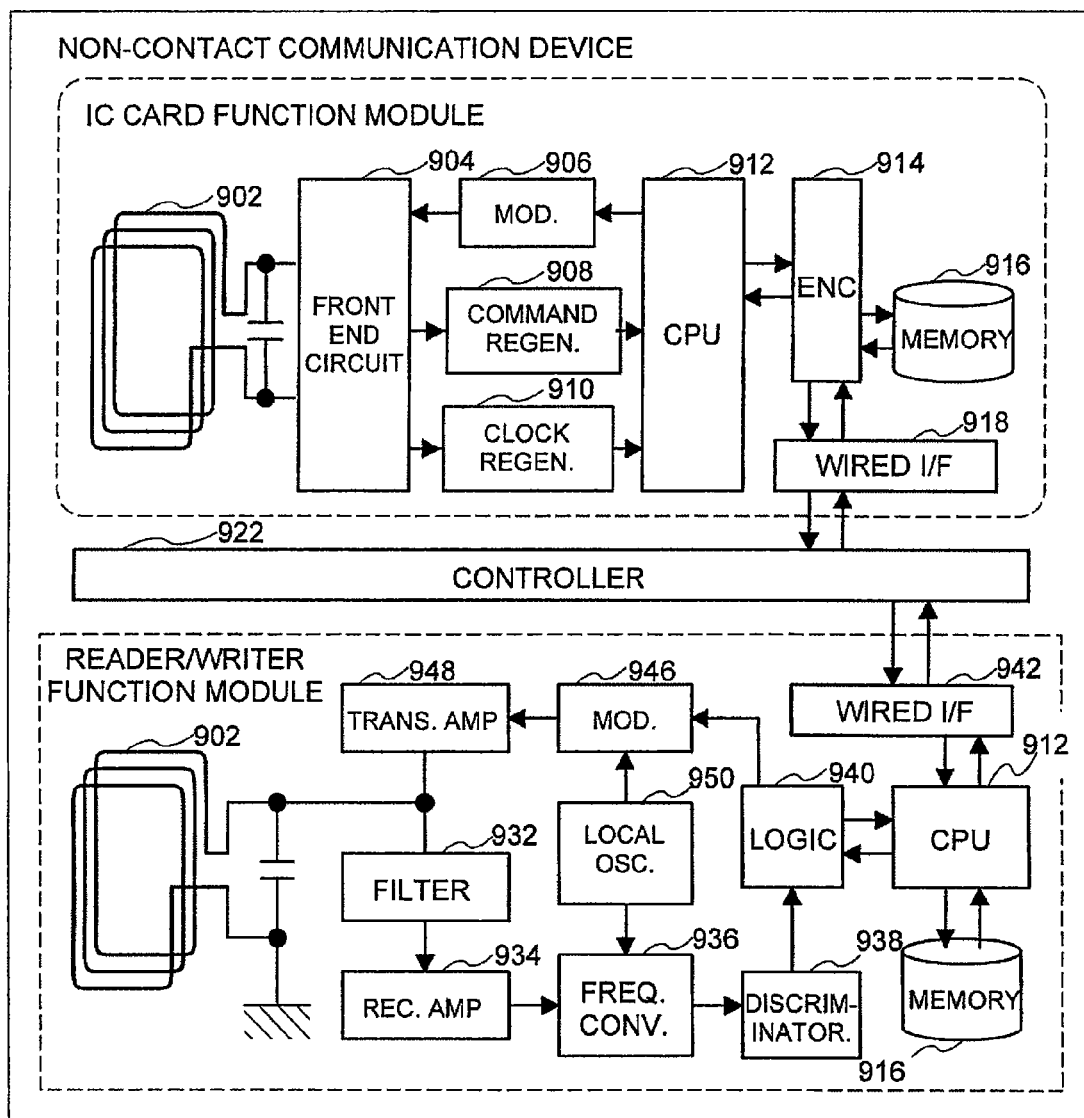 NON-CONTACT COMMUNICATION DEVICE
IC CARD FUNCTION MODULE
904
906
912
914
902
MOD.
908
916
FRONT
END
CIRCUIT
COMMAND
REGEN.
CPU
ENC
MEMORY
910
CLOCK
REGEN.
918
WIRED I/F
922
CONTROLLER
READER/WRITER
FUNCTION MODULE
948
946
942
TRANS. AMP
MOD.
WIRED I/F
902
950
940
912
932
LOCAL
OSC.
LOGIC
CPU
FILTER
934
936
938
REC. AMP
FREQ.
CONV.
DISCRIM-
INATOR.
MEMORY
916